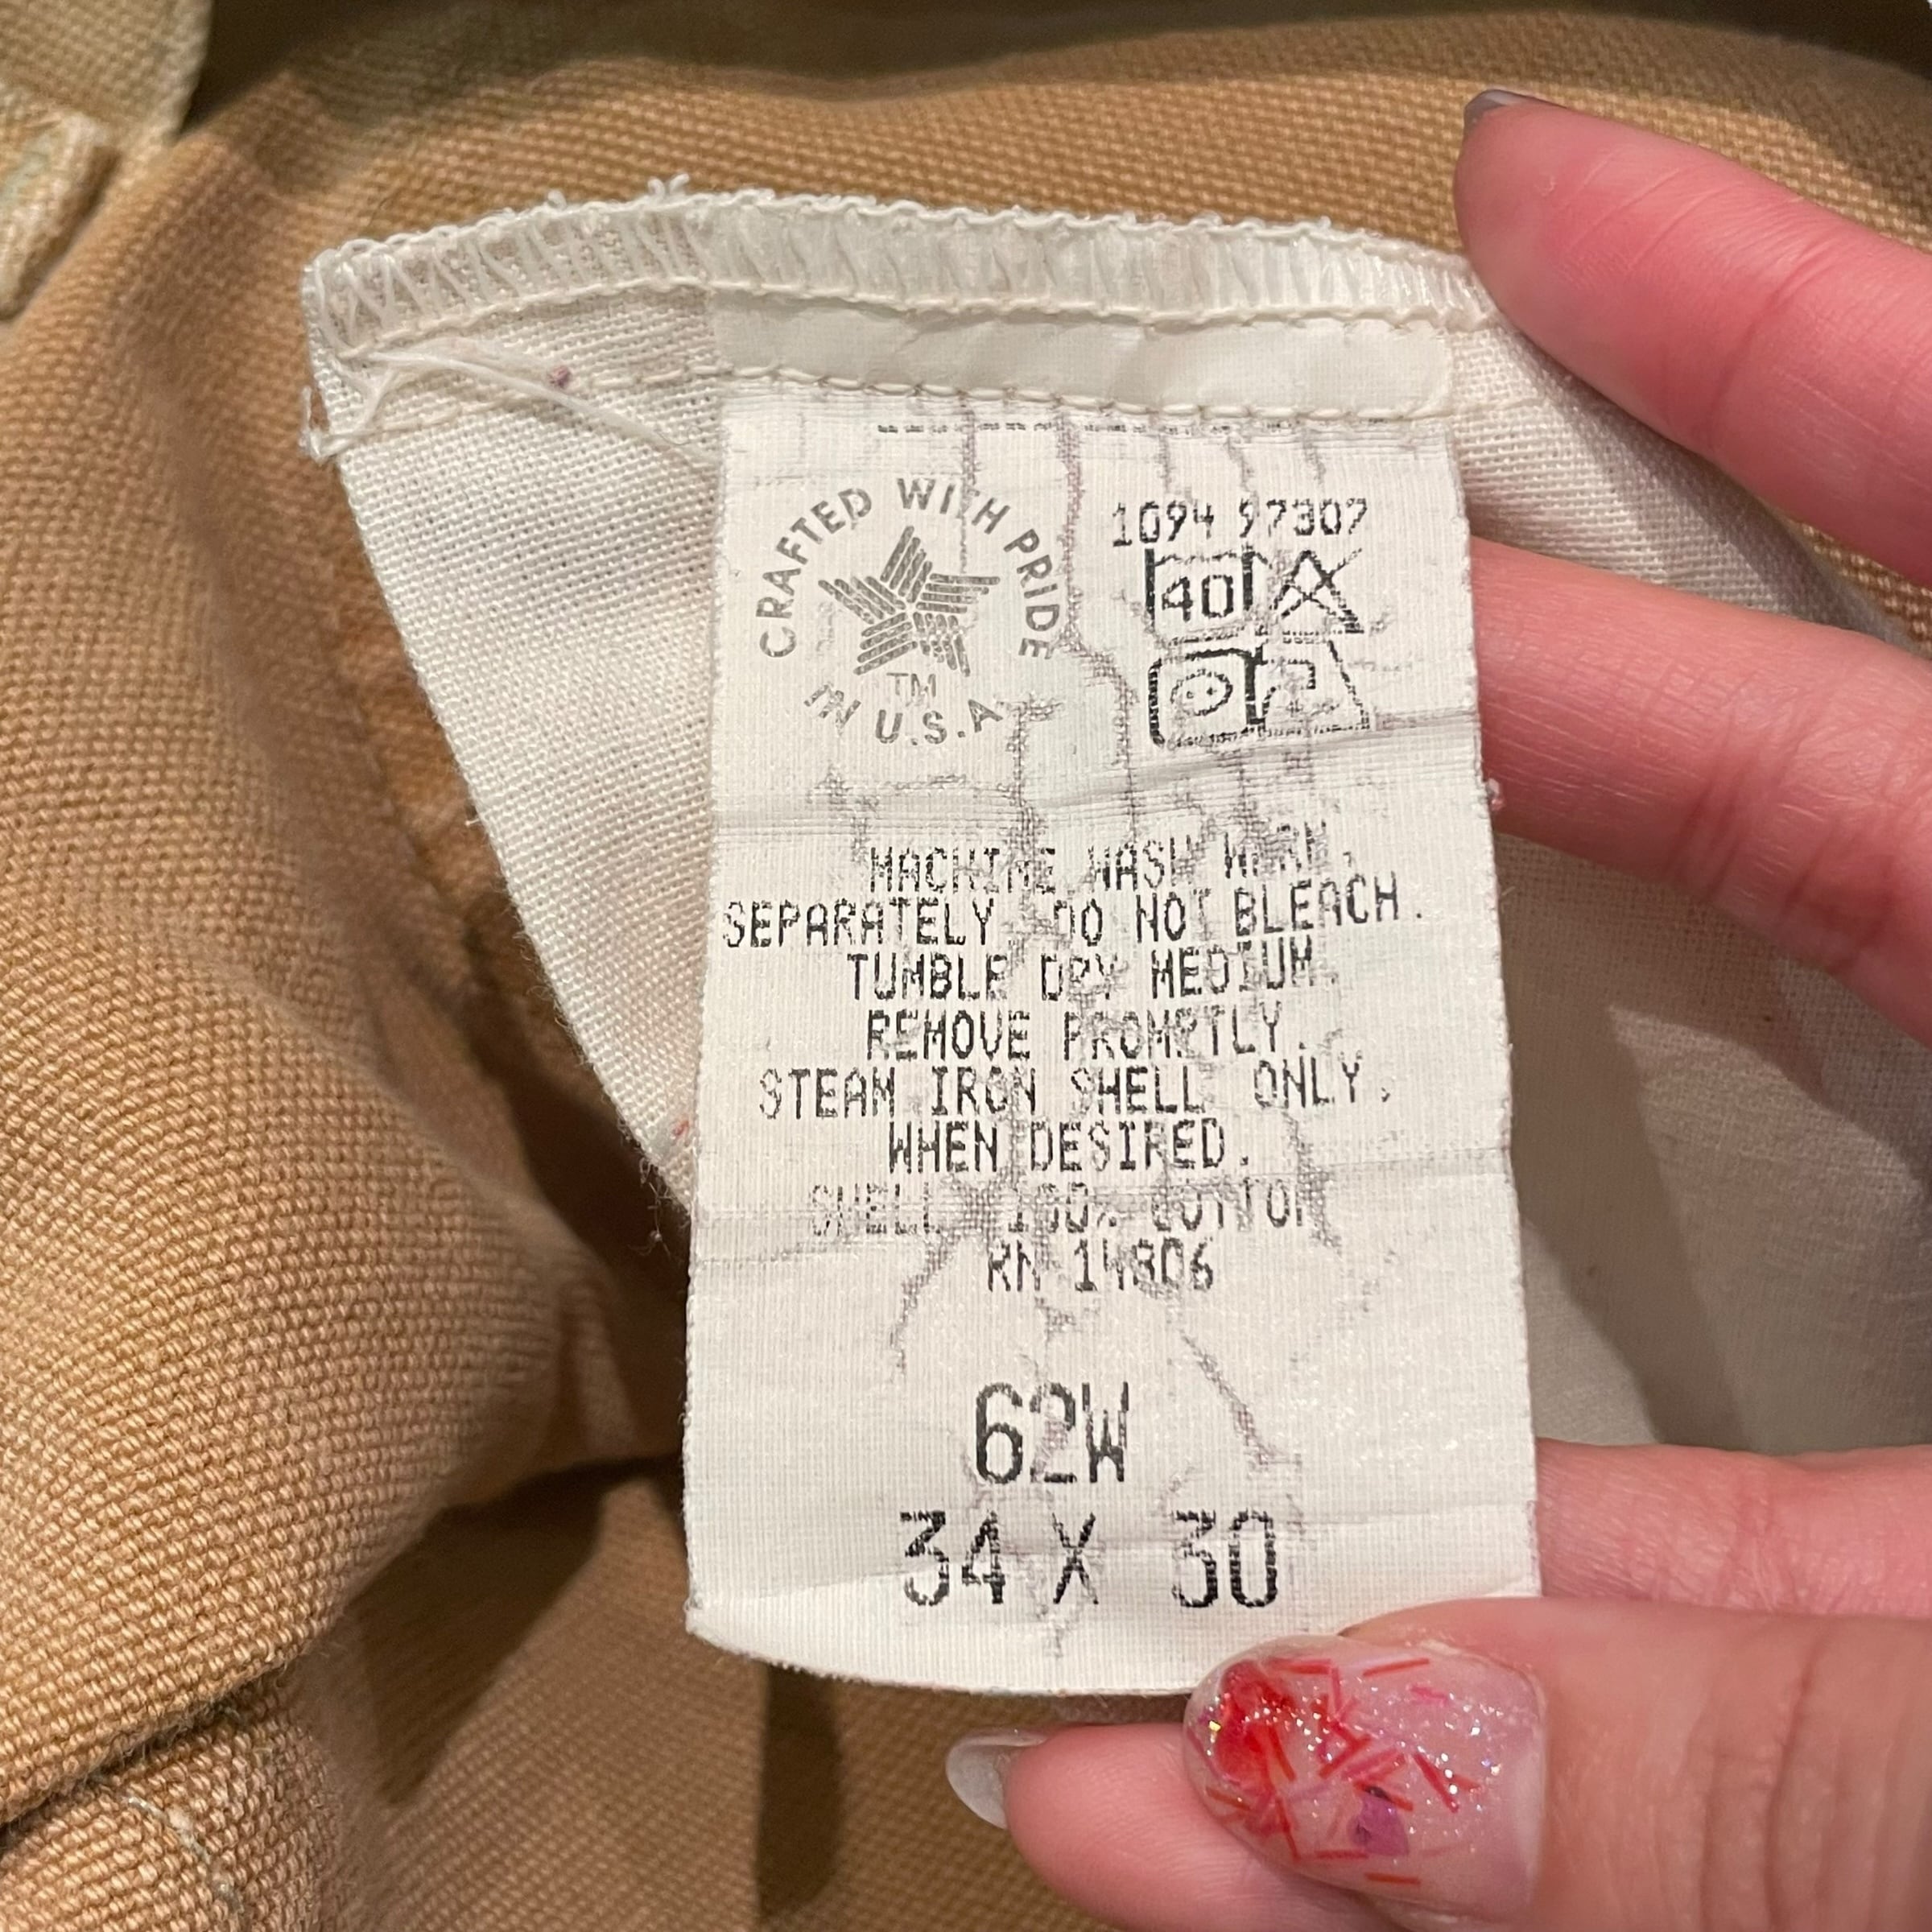 CRAFTED WITH PRIDE
TM
IN U.S.A
1094 97307
40
MACHINE WASH WARM.
SEPARATELY DO NOT BLEACH.
TUMBLE DRY MEDIUM.
REMOVE PROMPTLY.
STEAM IRON SHELL ONLY.
WHEN DESIRED.
SHELL 100% COTTON
RN 14806
62W
34 X 30